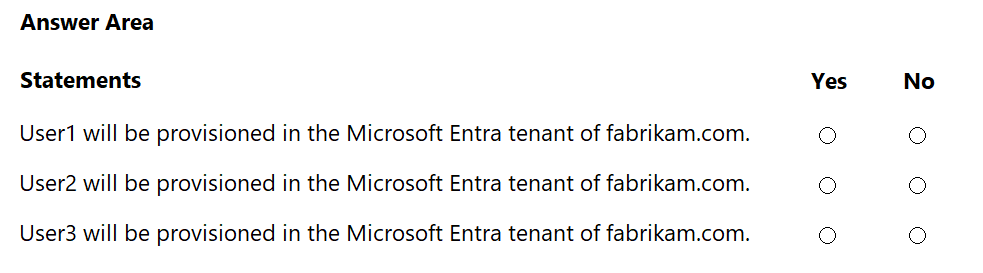 Answer Area
Statements Yes No
User1 will be provisioned in the Microsoft Entra tenant of fabrikam.com.
User2 will be provisioned in the Microsoft Entra tenant of fabrikam.com.
User3 will be provisioned in the Microsoft Entra tenant of fabrikam.com.